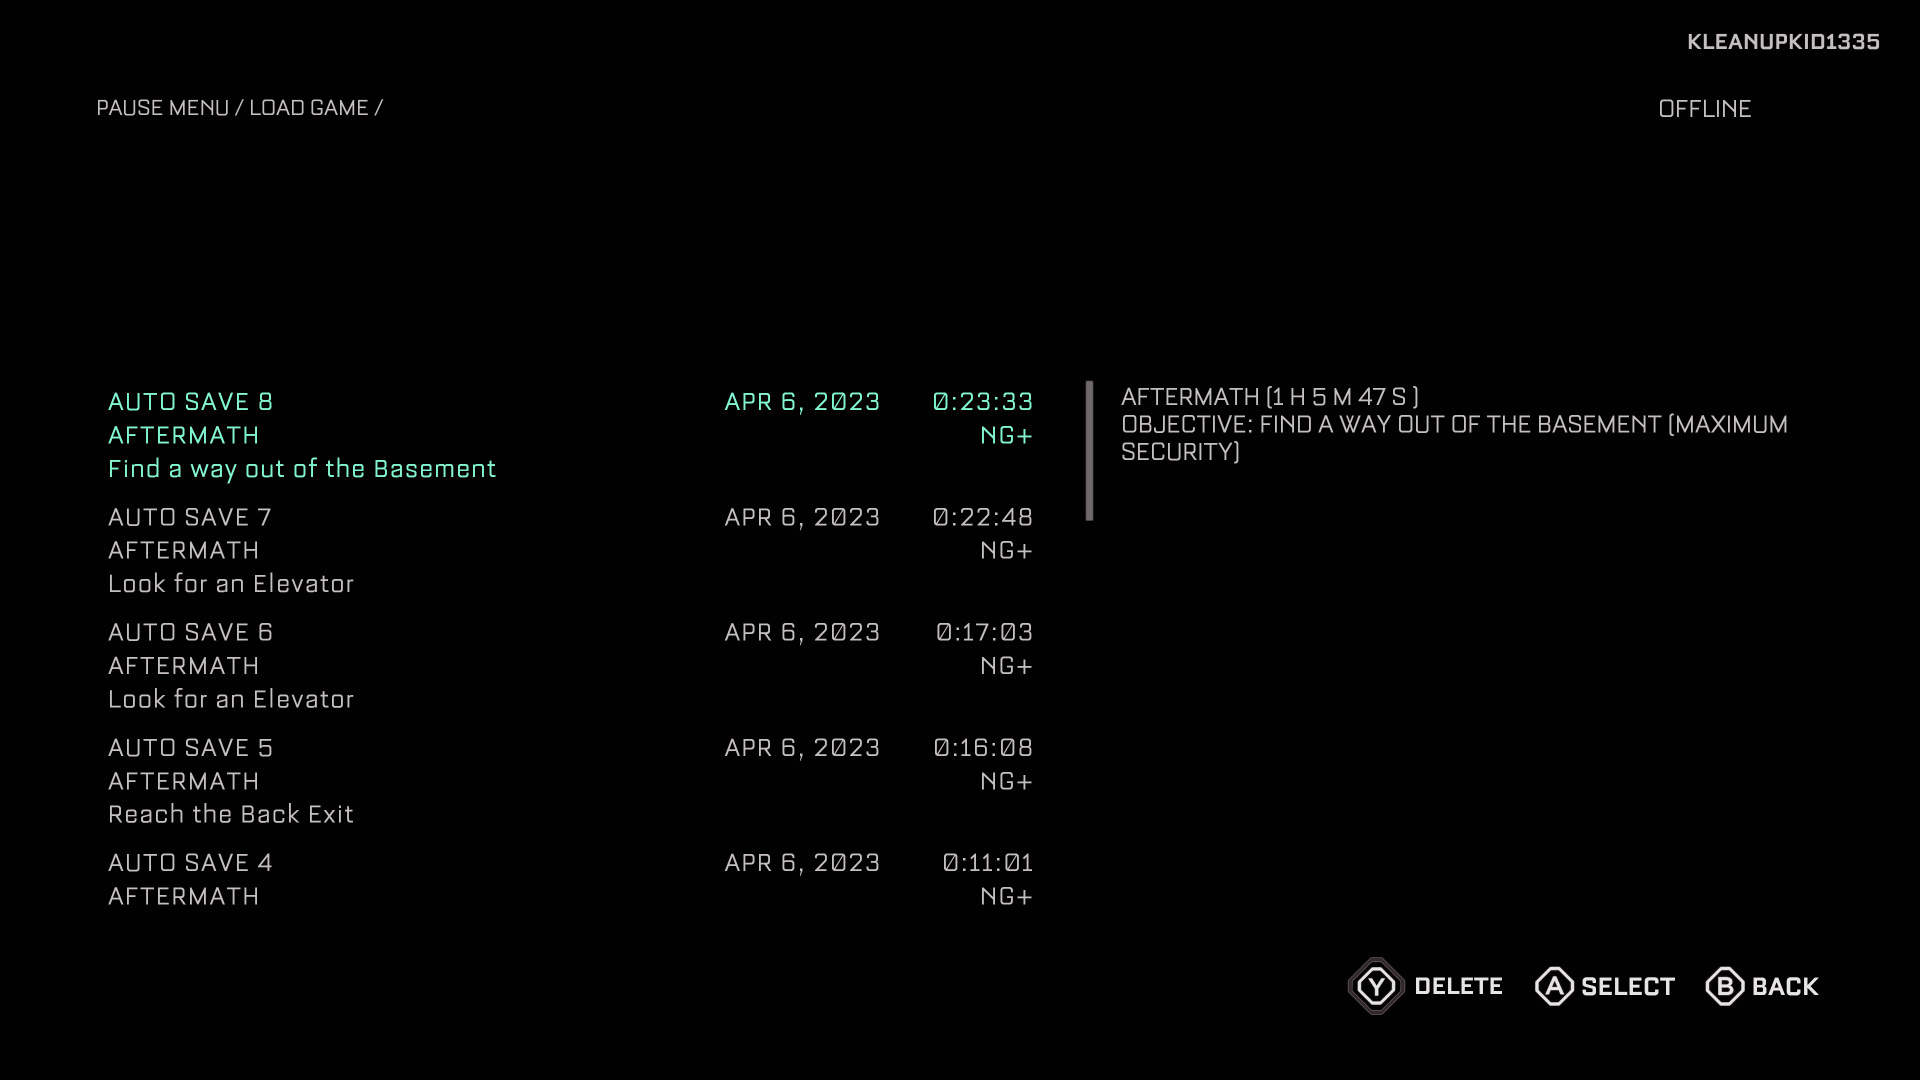 KLEANUPKID1335
PAUSE MENU / LOAD GAME /
OFFLINE
AUTO SAVE 8 APR 6, 2023 0:23:33
AFTERMATH NG+
Find a way out of the Basement
AUTO SAVE 7 APR 6, 2023 0:22:48
AFTERMATH NG+
Look for an Elevator
AUTO SAVE 6 APR 6, 2023 0:17:03
AFTERMATH NG+
Look for an Elevator
AUTO SAVE 5 APR 6, 2023 0:16:08
AFTERMATH NG+
Reach the Back Exit
AUTO SAVE 4 APR 6, 2023 0:11:01
AFTERMATH NG+
AFTERMATH (1 H 5 M 47 S )
OBJECTIVE: FIND A WAY OUT OF THE BASEMENT (MAXIMUM
SECURITY)
Y DELETE A SELECT B BACK